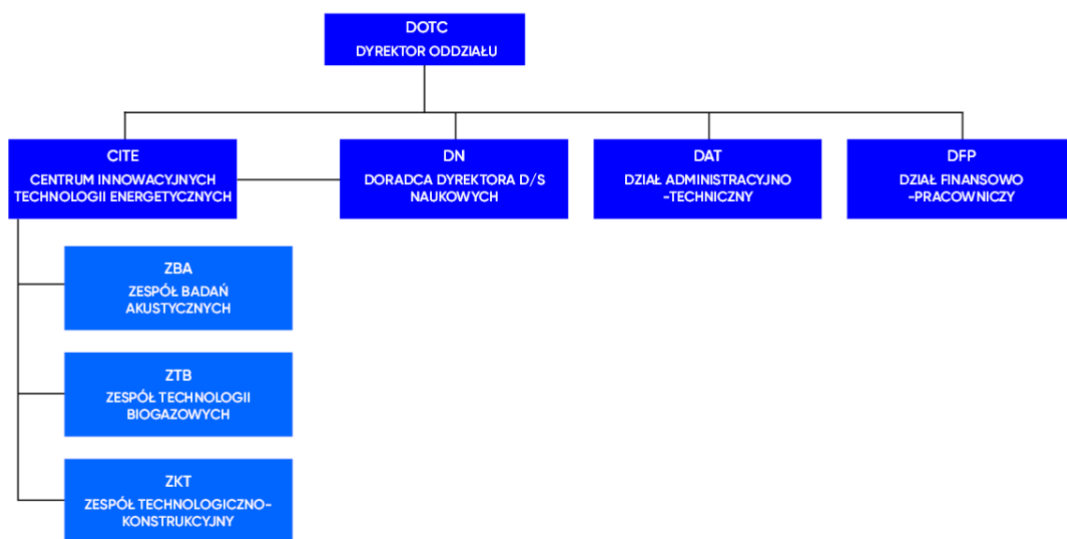 DOTC
DYREKTOR ODDZIAŁU
CITE
CENTRUM INNOWACYJNYCH
TECHNOLOGII ENERGETYCZNYCH
DN
DORADCA DYREKTORA D/S
NAUKOWYCH
DAT
DZIAŁ ADMINISTRACYJNO
-TECHNICZNY
DFP
DZIAŁ FINANSOWO
-PRACOWNICZY
ZBA
ZESPÓŁ BADAŃ
AKUSTYCZNYCH
ZTB
ZESPÓŁ TECHNOLOGII
BIOGAZOWYCH
ZKT
ZESPÓŁ TECHNOLOGICZNO-
KONSTRUKCYJNY